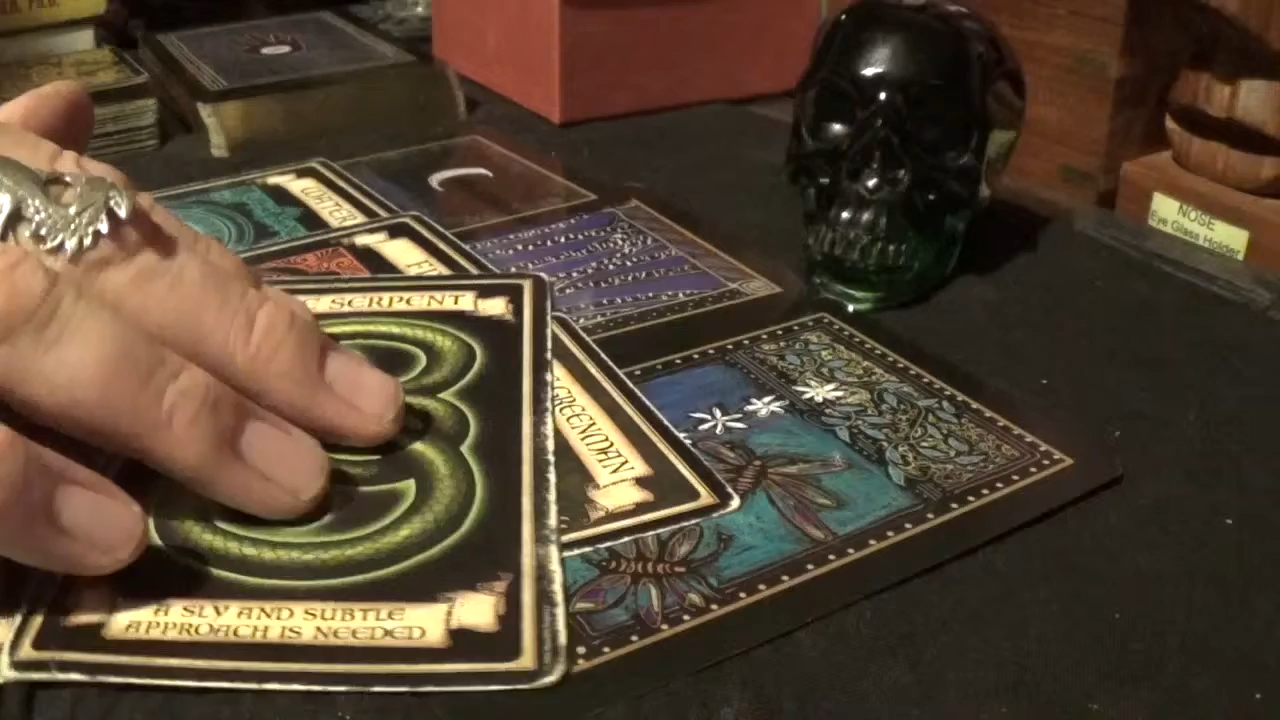 WATER
C SERPENT
GREENMAN
A SLY AND SUBTLE
APPROACH IS NEEDED
NOSE
Eye Glass Holder